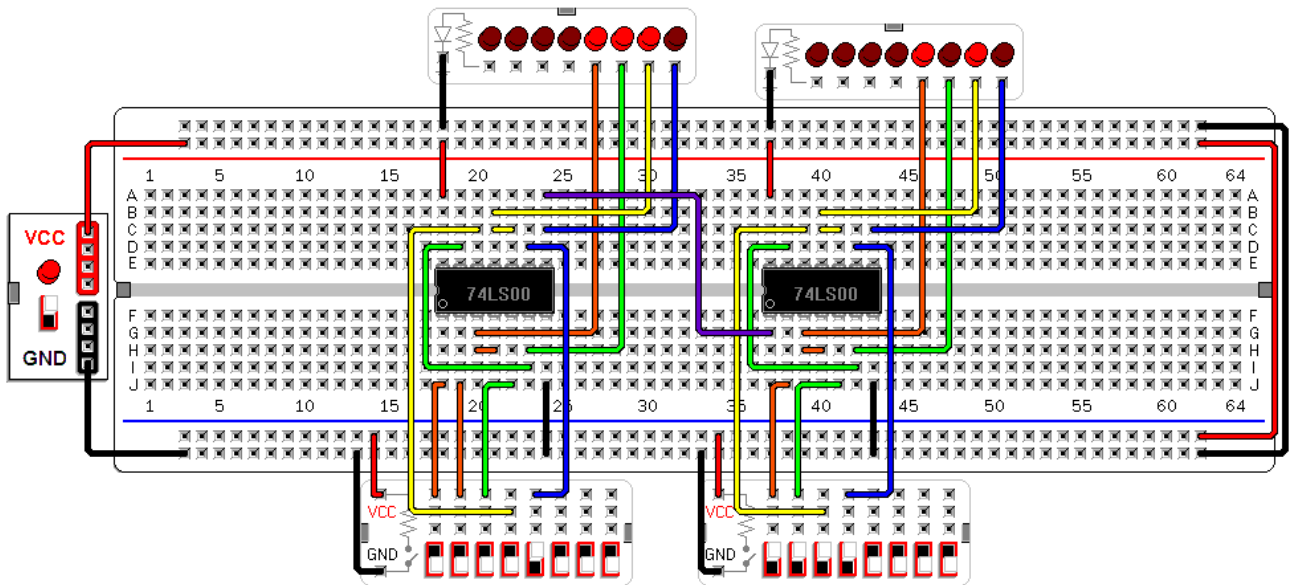 1 5 10 15 20 25 30 35 40 45 50 55 60 64
A A
B B
C C
D D
E E
VCC
74LS00 74LS00
F F
G G
GND H H
I I
J J
1 5 10 15 20 25 30 35 40 45 50 55 60 64
VCC VCC
GND GND